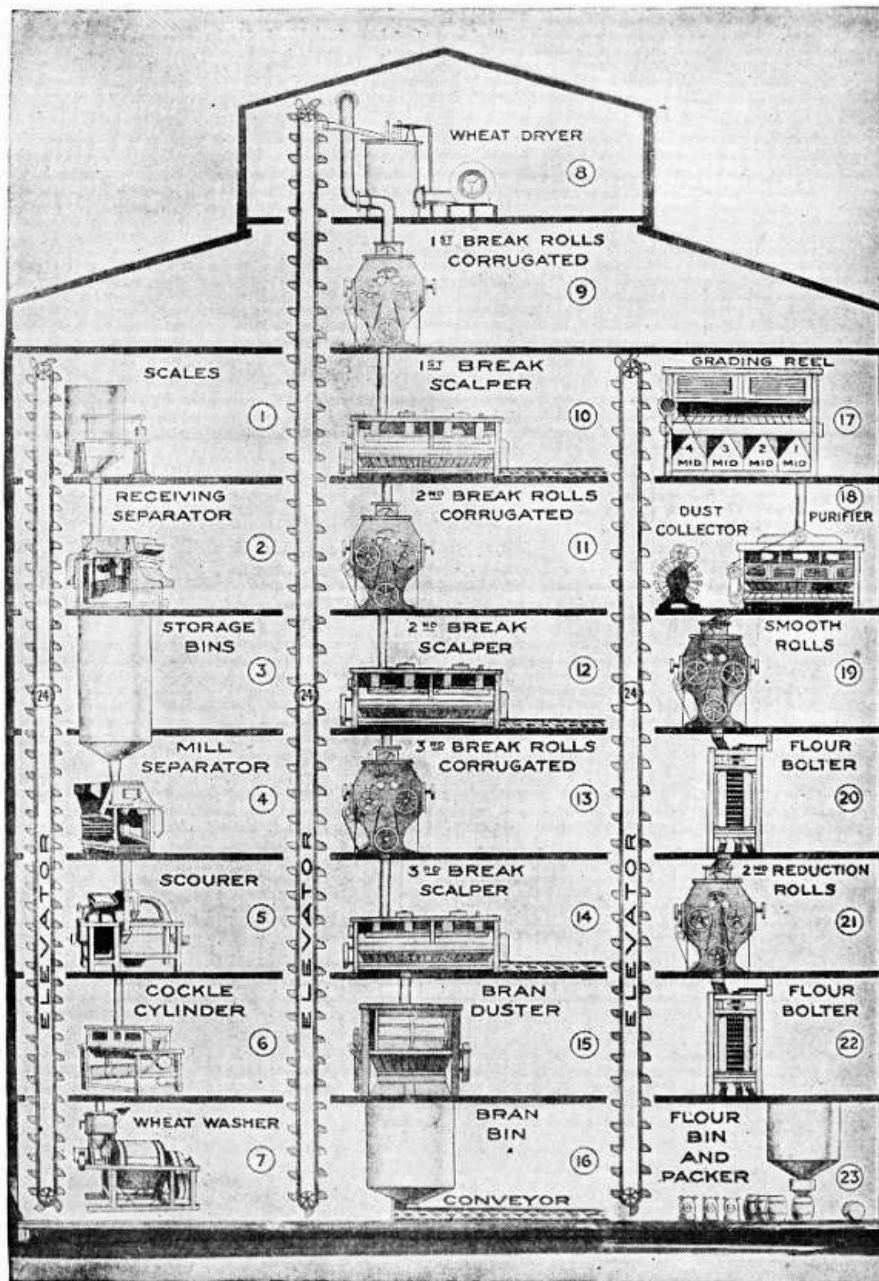 WHEAT DRYER
8
1ST BREAK ROLLS
CORRUGATED
9
SCALES
1
RECEIVING
SEPARATOR
2
STORAGE
BINS
3
24
MILL
SEPARATOR
4
SCOURER
5
ELEVATOR
COCKLE
CYLINDER
6
WHEAT WASHER
7
1ST BREAK
SCALPER
10
2ND BREAK ROLLS
CORRUGATED
11
2ND BREAK
SCALPER
12
24
3RD BREAK ROLLS
CORRUGATED
13
ELEVATOR
3RD BREAK
SCALPER
14
BRAN
DUSTER
15
BRAN
BIN
16
CONVEYOR
GRADING REEL
17
4 3 2 1
MID MID MID MID
18
DUST
COLLECTOR
PURIFIER
SMOOTH
ROLLS
19
24
FLOUR
BOLTER
20
ELEVATOR
2ND REDUCTION
ROLLS
21
FLOUR
BOLTER
22
FLOUR
BIN
AND
PACKER
23